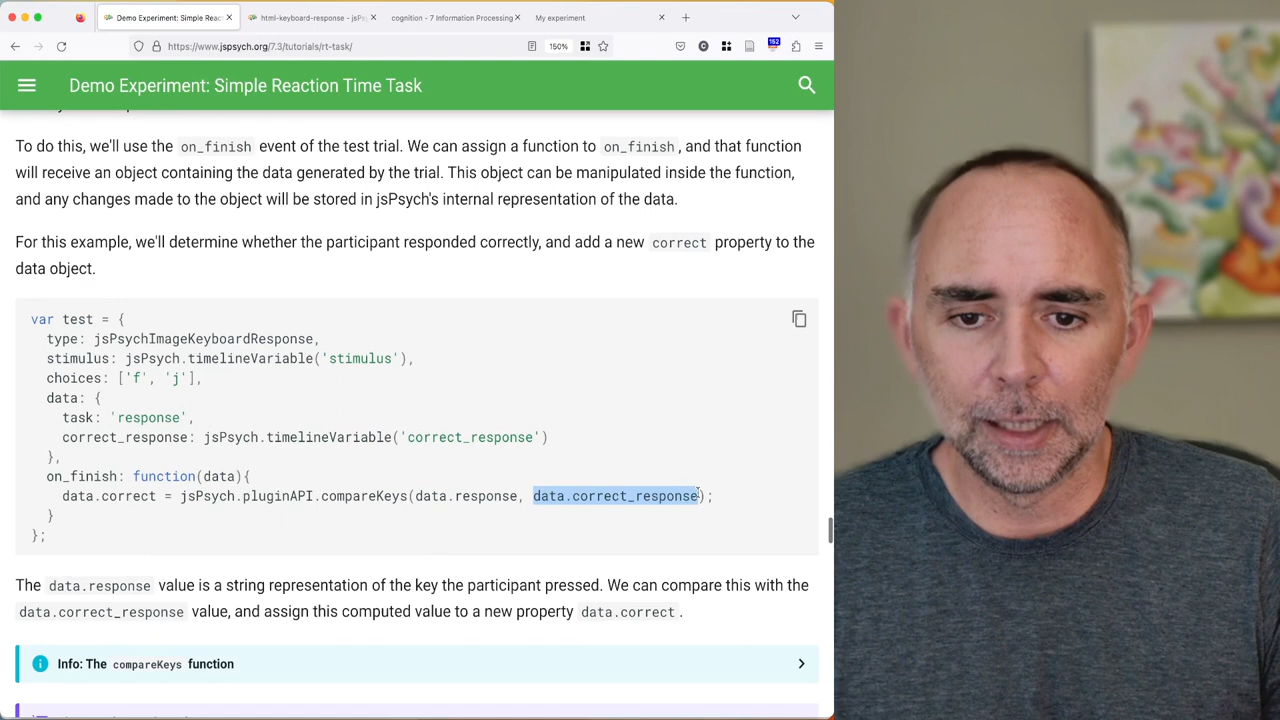 Demo Experiment: Simple Reac
html-keyboard-response - jsPs
cognition - 7 Information Processing
My experiment
https://www.jspsych.org/7.3/tutorials/rt-task/
150%
152
Demo Experiment: Simple Reaction Time Task
To do this, we'll use the on_finish event of the test trial. We can assign a function to on_finish, and that function
will receive an object containing the data generated by the trial. This object can be manipulated inside the function,
and any changes made to the object will be stored in jsPsych's internal representation of the data.
For this example, we'll determine whether the participant responded correctly, and add a new correct property to the
data object.
var test = {
type: jsPsychImageKeyboardResponse,
stimulus: jsPsych.timelineVariable('stimulus'),
choices: ['f', 'j'],
data: {
task: 'response',
correct_response: jsPsych.timelineVariable('correct_response')
},
on_finish: function(data){
data.correct = jsPsych.pluginAPI.compareKeys(data.response, data.correct_response);
}
};
The data.response value is a string representation of the key the participant pressed. We can compare this with the
data.correct_response value, and assign this computed value to a new property data.correct.
Info: The compareKeys function